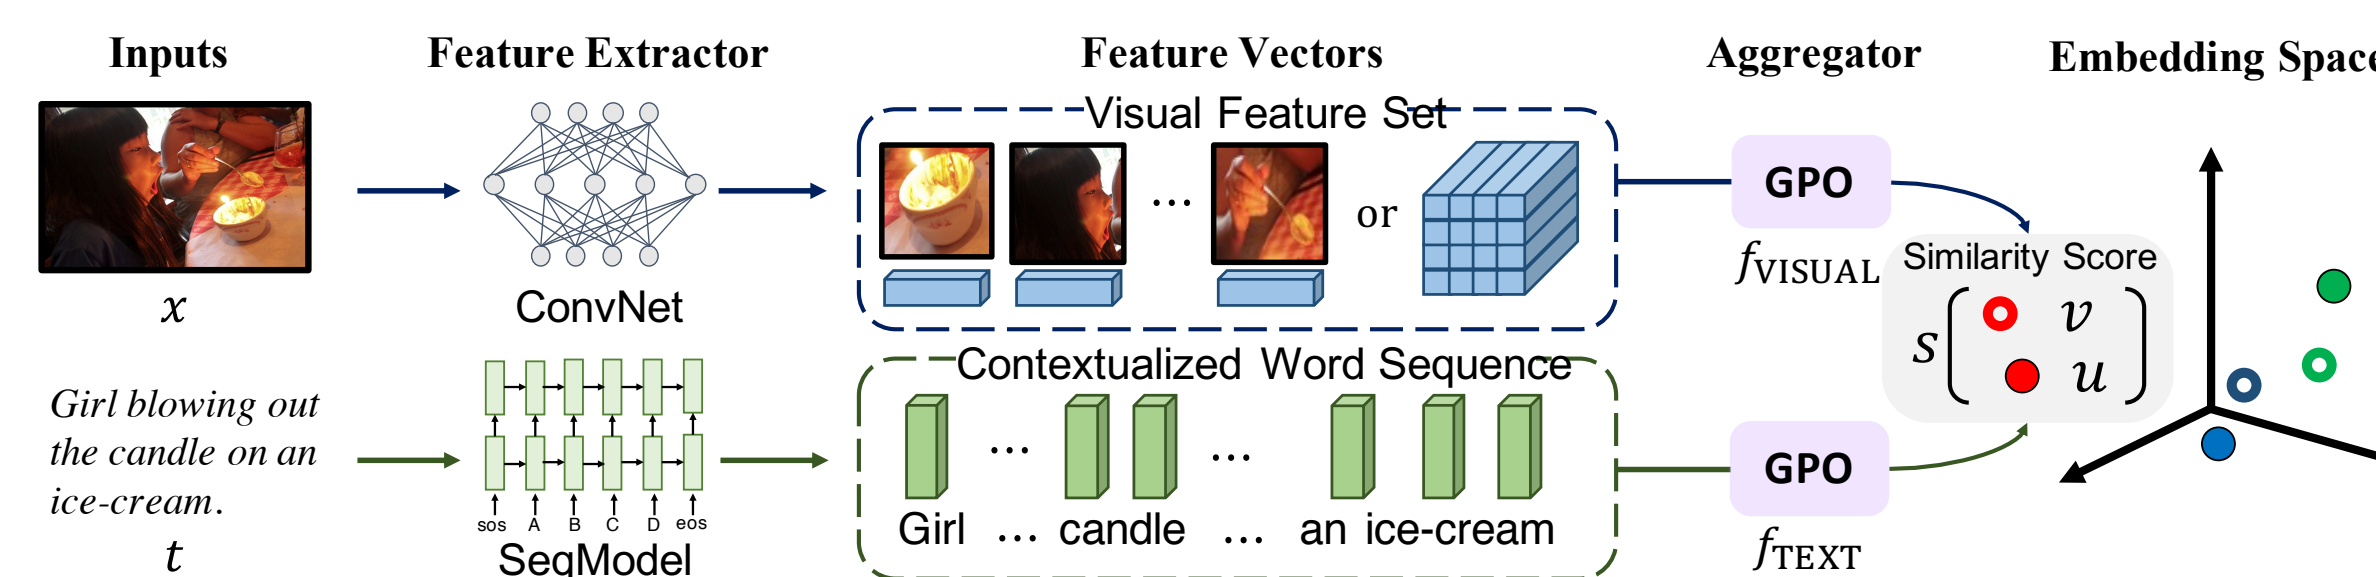 Inputs
Feature Extractor
Feature Vectors
Aggregator
Embedding Space
Visual Feature Set
... or
GPO
f_VISUAL
x
ConvNet
Similarity Score
s ( v
u )
Contextualized Word Sequence
Girl blowing out
the candle on an
ice-cream.
t
sos A B C D eos
SeqModel
... ...
Girl ... candle ... an ice-cream
GPO
f_TEXT